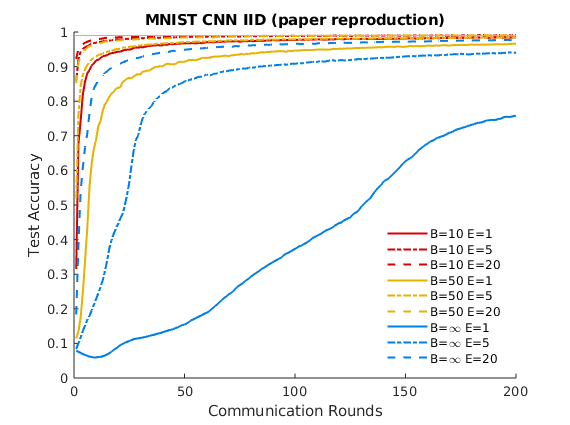 MNIST CNN IID (paper reproduction)
Test Accuracy
1
0.9
0.8
0.7
0.6
0.5
0.4
0.3
0.2
0.1
0
B=10 E=1
B=10 E=5
B=10 E=20
B=50 E=1
B=50 E=5
B=50 E=20
B=∞ E=1
B=∞ E=5
B=∞ E=20
0 50 100 150 200
Communication Rounds